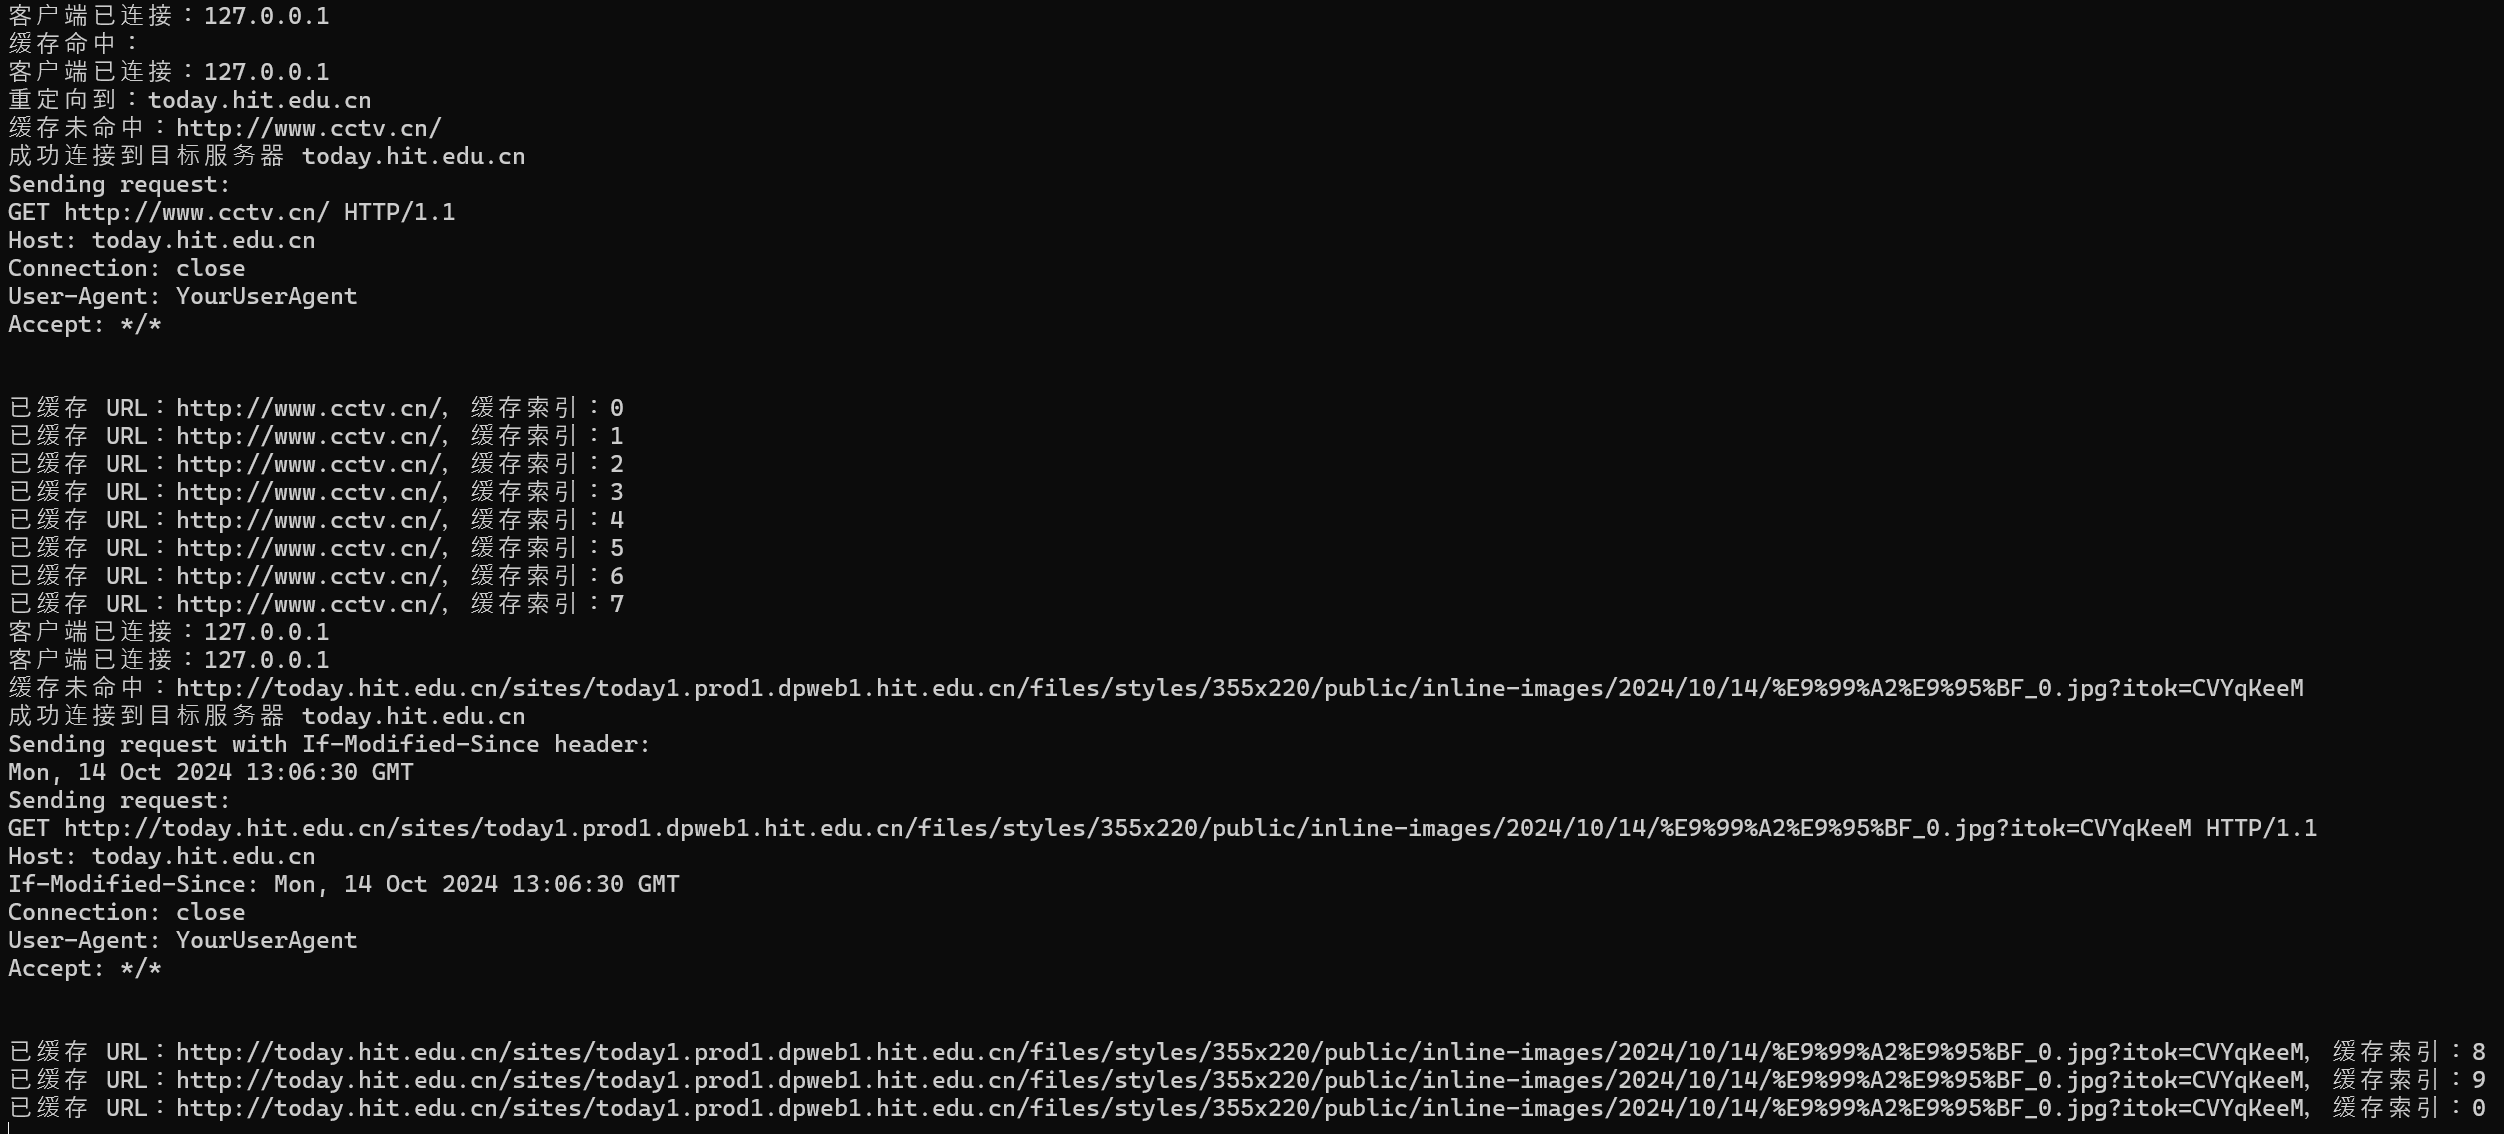 客户端已连接：127.0.0.1
缓存命中：
客户端已连接：127.0.0.1
重定向到：today.hit.edu.cn
缓存未命中：http://www.cctv.cn/
成功连接到目标服务器 today.hit.edu.cn
Sending request:
GET http://www.cctv.cn/ HTTP/1.1
Host: today.hit.edu.cn
Connection: close
User-Agent: YourUserAgent
Accept: */*
已缓存 URL：http://www.cctv.cn/, 缓存索引：0
已缓存 URL：http://www.cctv.cn/, 缓存索引：1
已缓存 URL：http://www.cctv.cn/, 缓存索引：2
已缓存 URL：http://www.cctv.cn/, 缓存索引：3
已缓存 URL：http://www.cctv.cn/, 缓存索引：4
已缓存 URL：http://www.cctv.cn/, 缓存索引：5
已缓存 URL：http://www.cctv.cn/, 缓存索引：6
已缓存 URL：http://www.cctv.cn/, 缓存索引：7
客户端已连接：127.0.0.1
客户端已连接：127.0.0.1
缓存未命中：http://today.hit.edu.cn/sites/today1.prod1.dpweb1.hit.edu.cn/files/styles/355x220/public/inline-images/2024/10/14/%E9%99%A2%E9%95%BF_0.jpg?itok=CVYqKeeM
成功连接到目标服务器 today.hit.edu.cn
Sending request with If-Modified-Since header:
Mon, 14 Oct 2024 13:06:30 GMT
Sending request:
GET http://today.hit.edu.cn/sites/today1.prod1.dpweb1.hit.edu.cn/files/styles/355x220/public/inline-images/2024/10/14/%E9%99%A2%E9%95%BF_0.jpg?itok=CVYqKeeM HTTP/1.1
Host: today.hit.edu.cn
If-Modified-Since: Mon, 14 Oct 2024 13:06:30 GMT
Connection: close
User-Agent: YourUserAgent
Accept: */*
已缓存 URL：http://today.hit.edu.cn/sites/today1.prod1.dpweb1.hit.edu.cn/files/styles/355x220/public/inline-images/2024/10/14/%E9%99%A2%E9%95%BF_0.jpg?itok=CVYqKeeM, 缓存索引：8
已缓存 URL：http://today.hit.edu.cn/sites/today1.prod1.dpweb1.hit.edu.cn/files/styles/355x220/public/inline-images/2024/10/14/%E9%99%A2%E9%95%BF_0.jpg?itok=CVYqKeeM, 缓存索引：9
已缓存 URL：http://today.hit.edu.cn/sites/today1.prod1.dpweb1.hit.edu.cn/files/styles/355x220/public/inline-images/2024/10/14/%E9%99%A2%E9%95%BF_0.jpg?itok=CVYqKeeM, 缓存索引：0